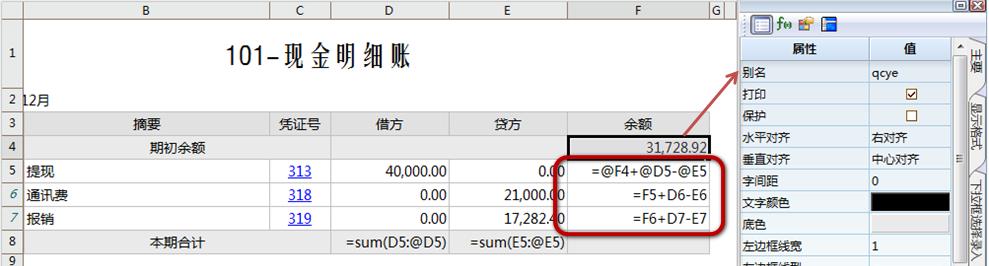 B C D E F G
1 101-现金明细账
2 12月
3 摘要 凭证号 借方 贷方 余额
4 期初余额 31,728.92
5 提现 313 40,000.00 0.00 =@F4+@D5-@E5
6 通讯费 318 0.00 21,000.00 =F5+D6-E6
7 报销 319 0.00 17,282.40 =F6+D7-E7
8 本期合计 =sum(D5:@D5) =sum(E5:@E5)
9
属性 值
别名 qcye
打印
保护
水平对齐 右对齐
垂直对齐 中心对齐
字间距 0
文字颜色
底色
左边框线宽 1
左边框线型
主要
显示格式
下拉框选择录入